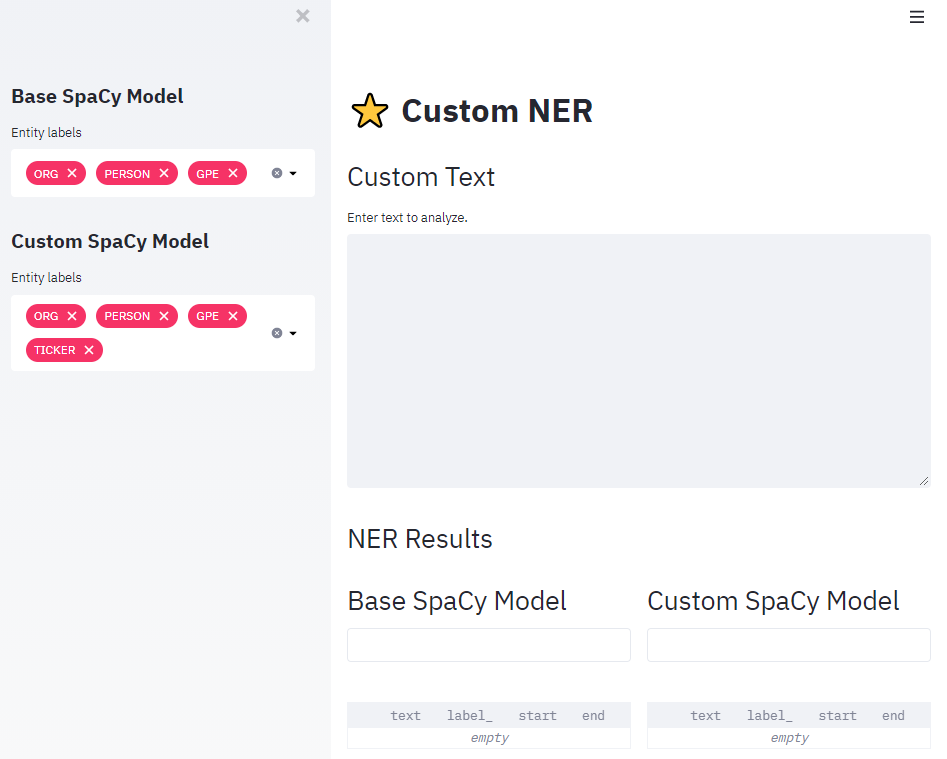 Base SpaCy Model
Entity labels
ORG PERSON GPE
Custom SpaCy Model
Entity labels
ORG PERSON GPE
TICKER
Custom NER
Custom Text
Enter text to analyze.
NER Results
Base SpaCy Model
text label_ start end
empty
Custom SpaCy Model
text label_ start end
empty